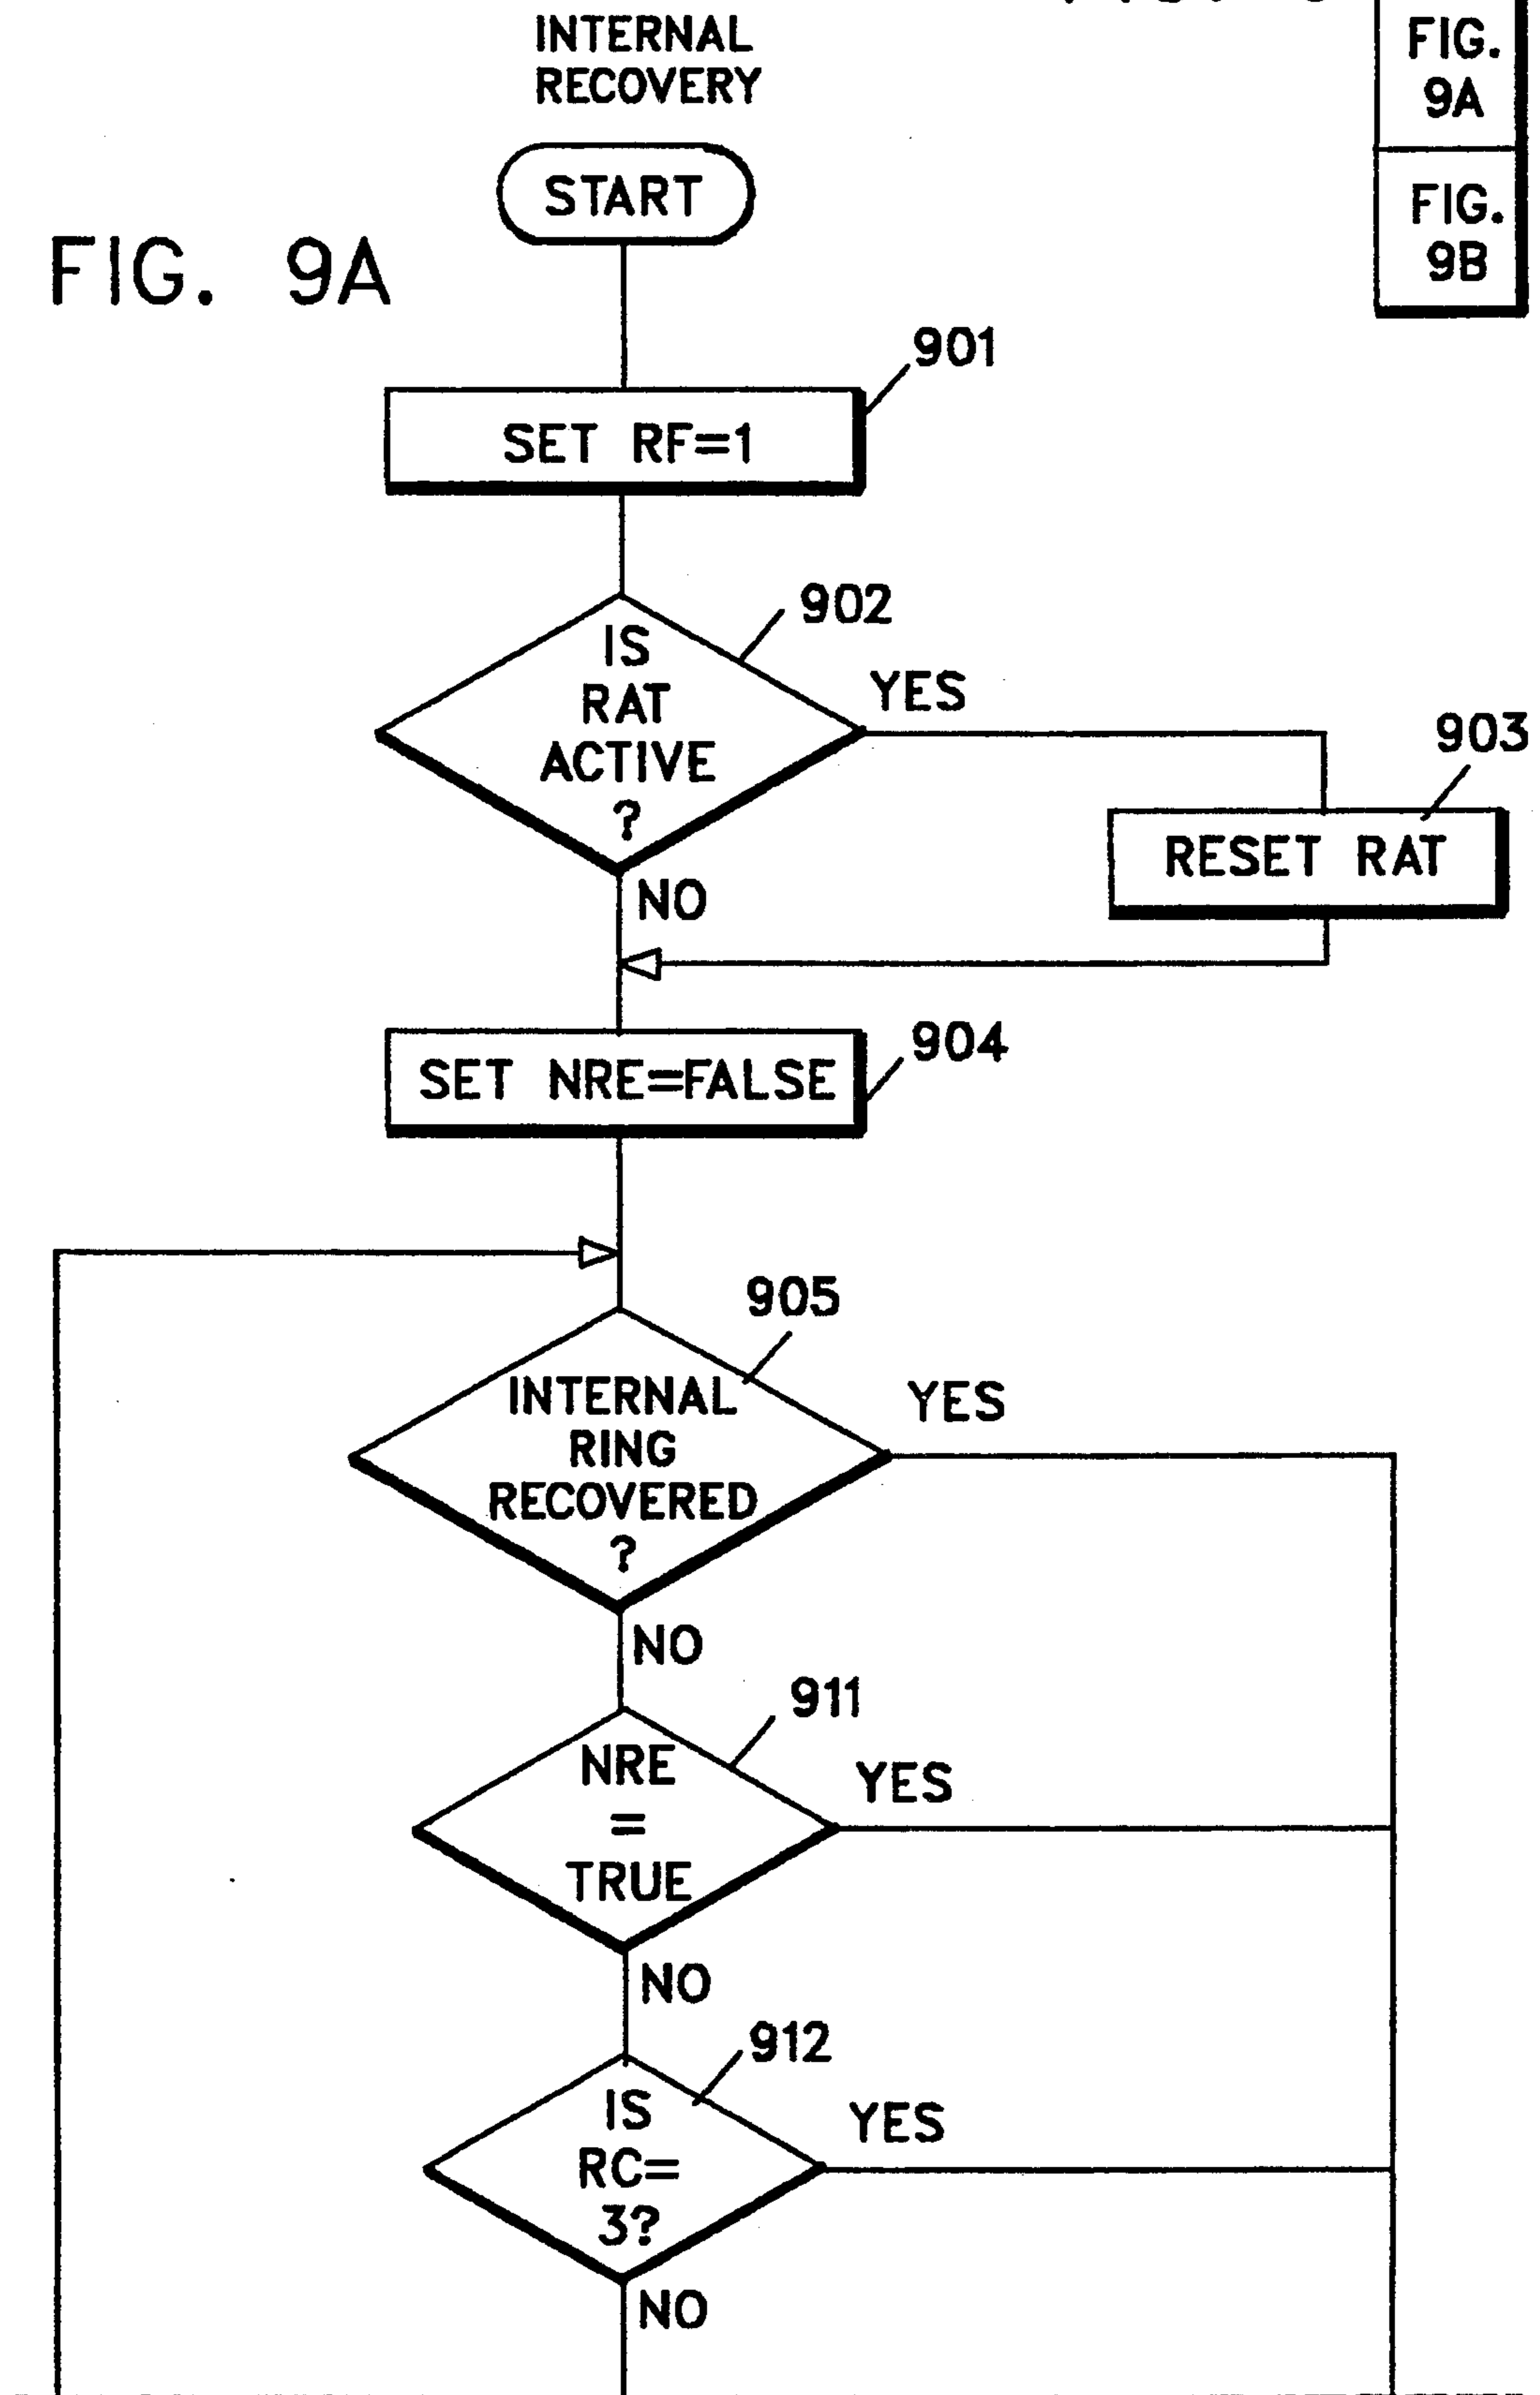 INTERNAL
RECOVERY
FIG.
9A
FIG.
9B
START
FIG. 9A
901
SET RF=1
902
IS
RAT
ACTIVE
?
YES
903
RESET RAT
NO
904
SET NRE=FALSE
905
INTERNAL
RING
RECOVERED
?
YES
NO
911
NRE
=
TRUE
YES
NO
912
IS
RC=
3?
YES
NO